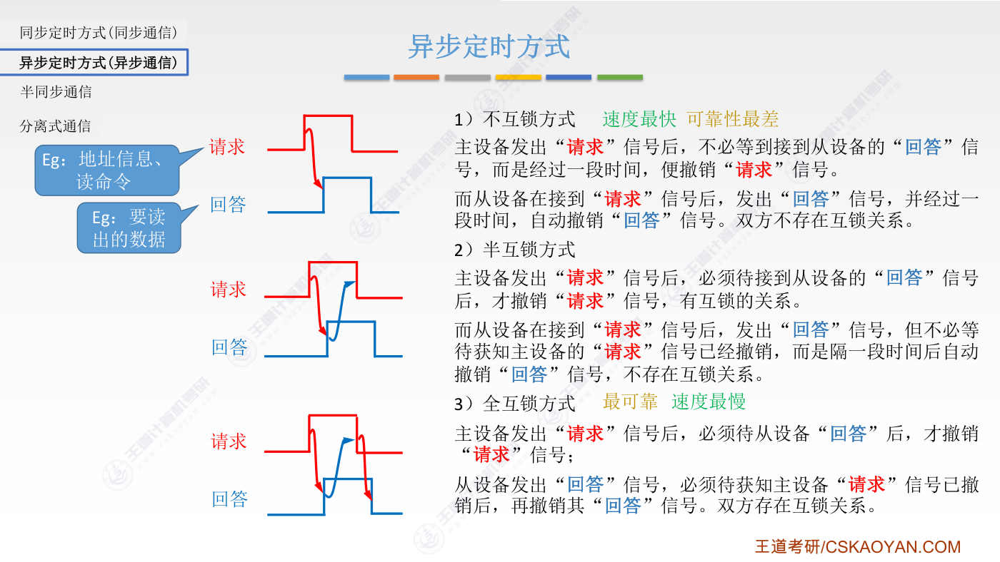 同步定时方式(同步通信)
异步定时方式(异步通信)
半同步通信
分离式通信
异步定时方式
Eg：地址信息、
读命令
Eg：要读
出的数据
请求
回答
请求
回答
请求
回答
1）不互锁方式 速度最快 可靠性最差
主设备发出“请求”信号后，不必等到接到从设备的“回答”信
号，而是经过一段时间，便撤销“请求”信号。
而从设备在接到“请求”信号后，发出“回答”信号，并经过一
段时间，自动撤销“回答”信号。双方不存在互锁关系。
2）半互锁方式
主设备发出“请求”信号后，必须待接到从设备的“回答”信号
后，才撤销“请求”信号，有互锁的关系。
而从设备在接到“请求”信号后，发出“回答”信号，但不必等
待获知主设备的“请求”信号已经撤销，而是隔一段时间后自动
撤销“回答”信号，不存在互锁关系。
3）全互锁方式 最可靠 速度最慢
主设备发出“请求”信号后，必须待从设备“回答”后，才撤销
“请求”信号；
从设备发出“回答”信号，必须待获知主设备“请求”信号已撤
销后，再撤销其“回答”信号。双方存在互锁关系。
王道考研/CSKAOYAN.COM